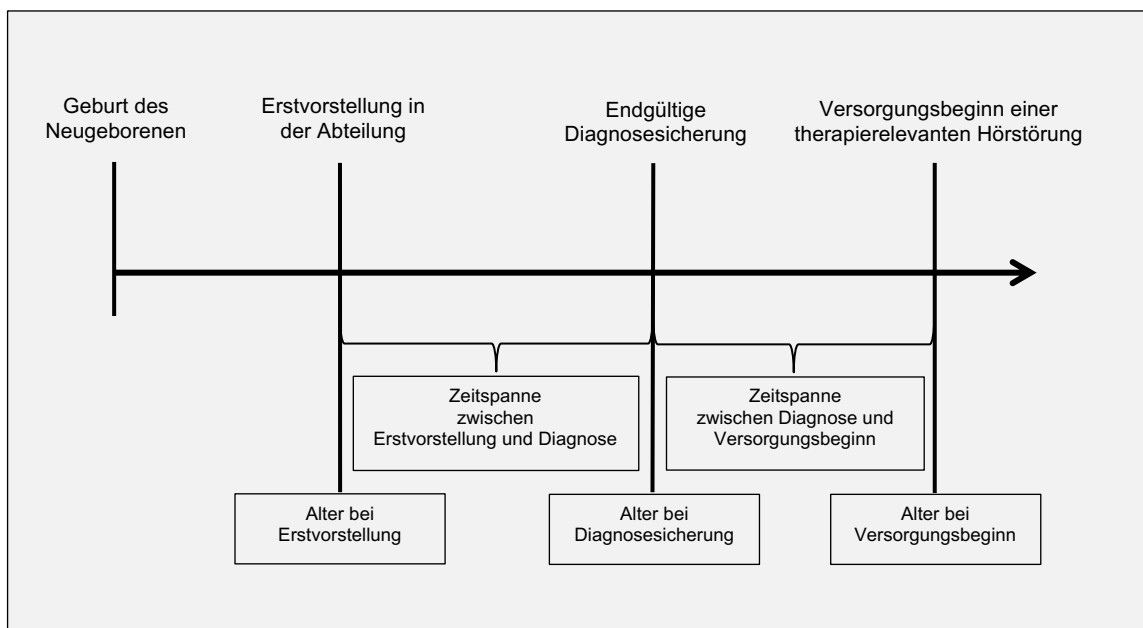 Geburt des
Neugeborenen
Erstvorstellung in
der Abteilung
Endgültige
Diagnosesicherung
Versorgungsbeginn einer
therapierelevanten Hörstörung
Zeitspanne
zwischen
Erstvorstellung und Diagnose
Zeitspanne
zwischen Diagnose und
Versorgungsbeginn
Alter bei
Erstvorstellung
Alter bei
Diagnosesicherung
Alter bei
Versorgungsbeginn